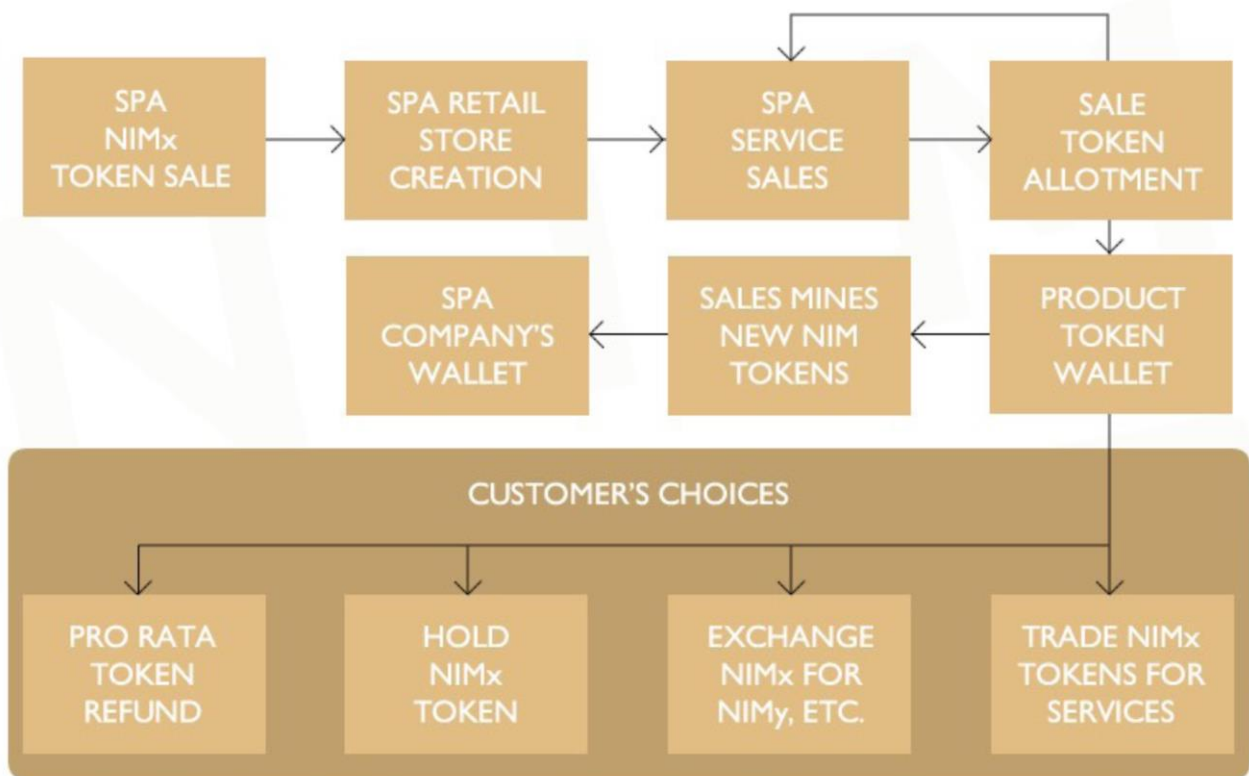 SPA
NIMx
TOKEN SALE
SPA RETAIL
STORE
CREATION
SPA
SERVICE
SALES
SALE
TOKEN
ALLOTMENT
SPA
COMPANY'S
WALLET
SALES MINES
NEW NIM
TOKENS
PRODUCT
TOKEN
WALLET
CUSTOMER'S CHOICES
PRO RATA
TOKEN
REFUND
HOLD
NIMx
TOKEN
EXCHANGE
NIMx FOR
NIMy, ETC.
TRADE NIMx
TOKENS FOR
SERVICES